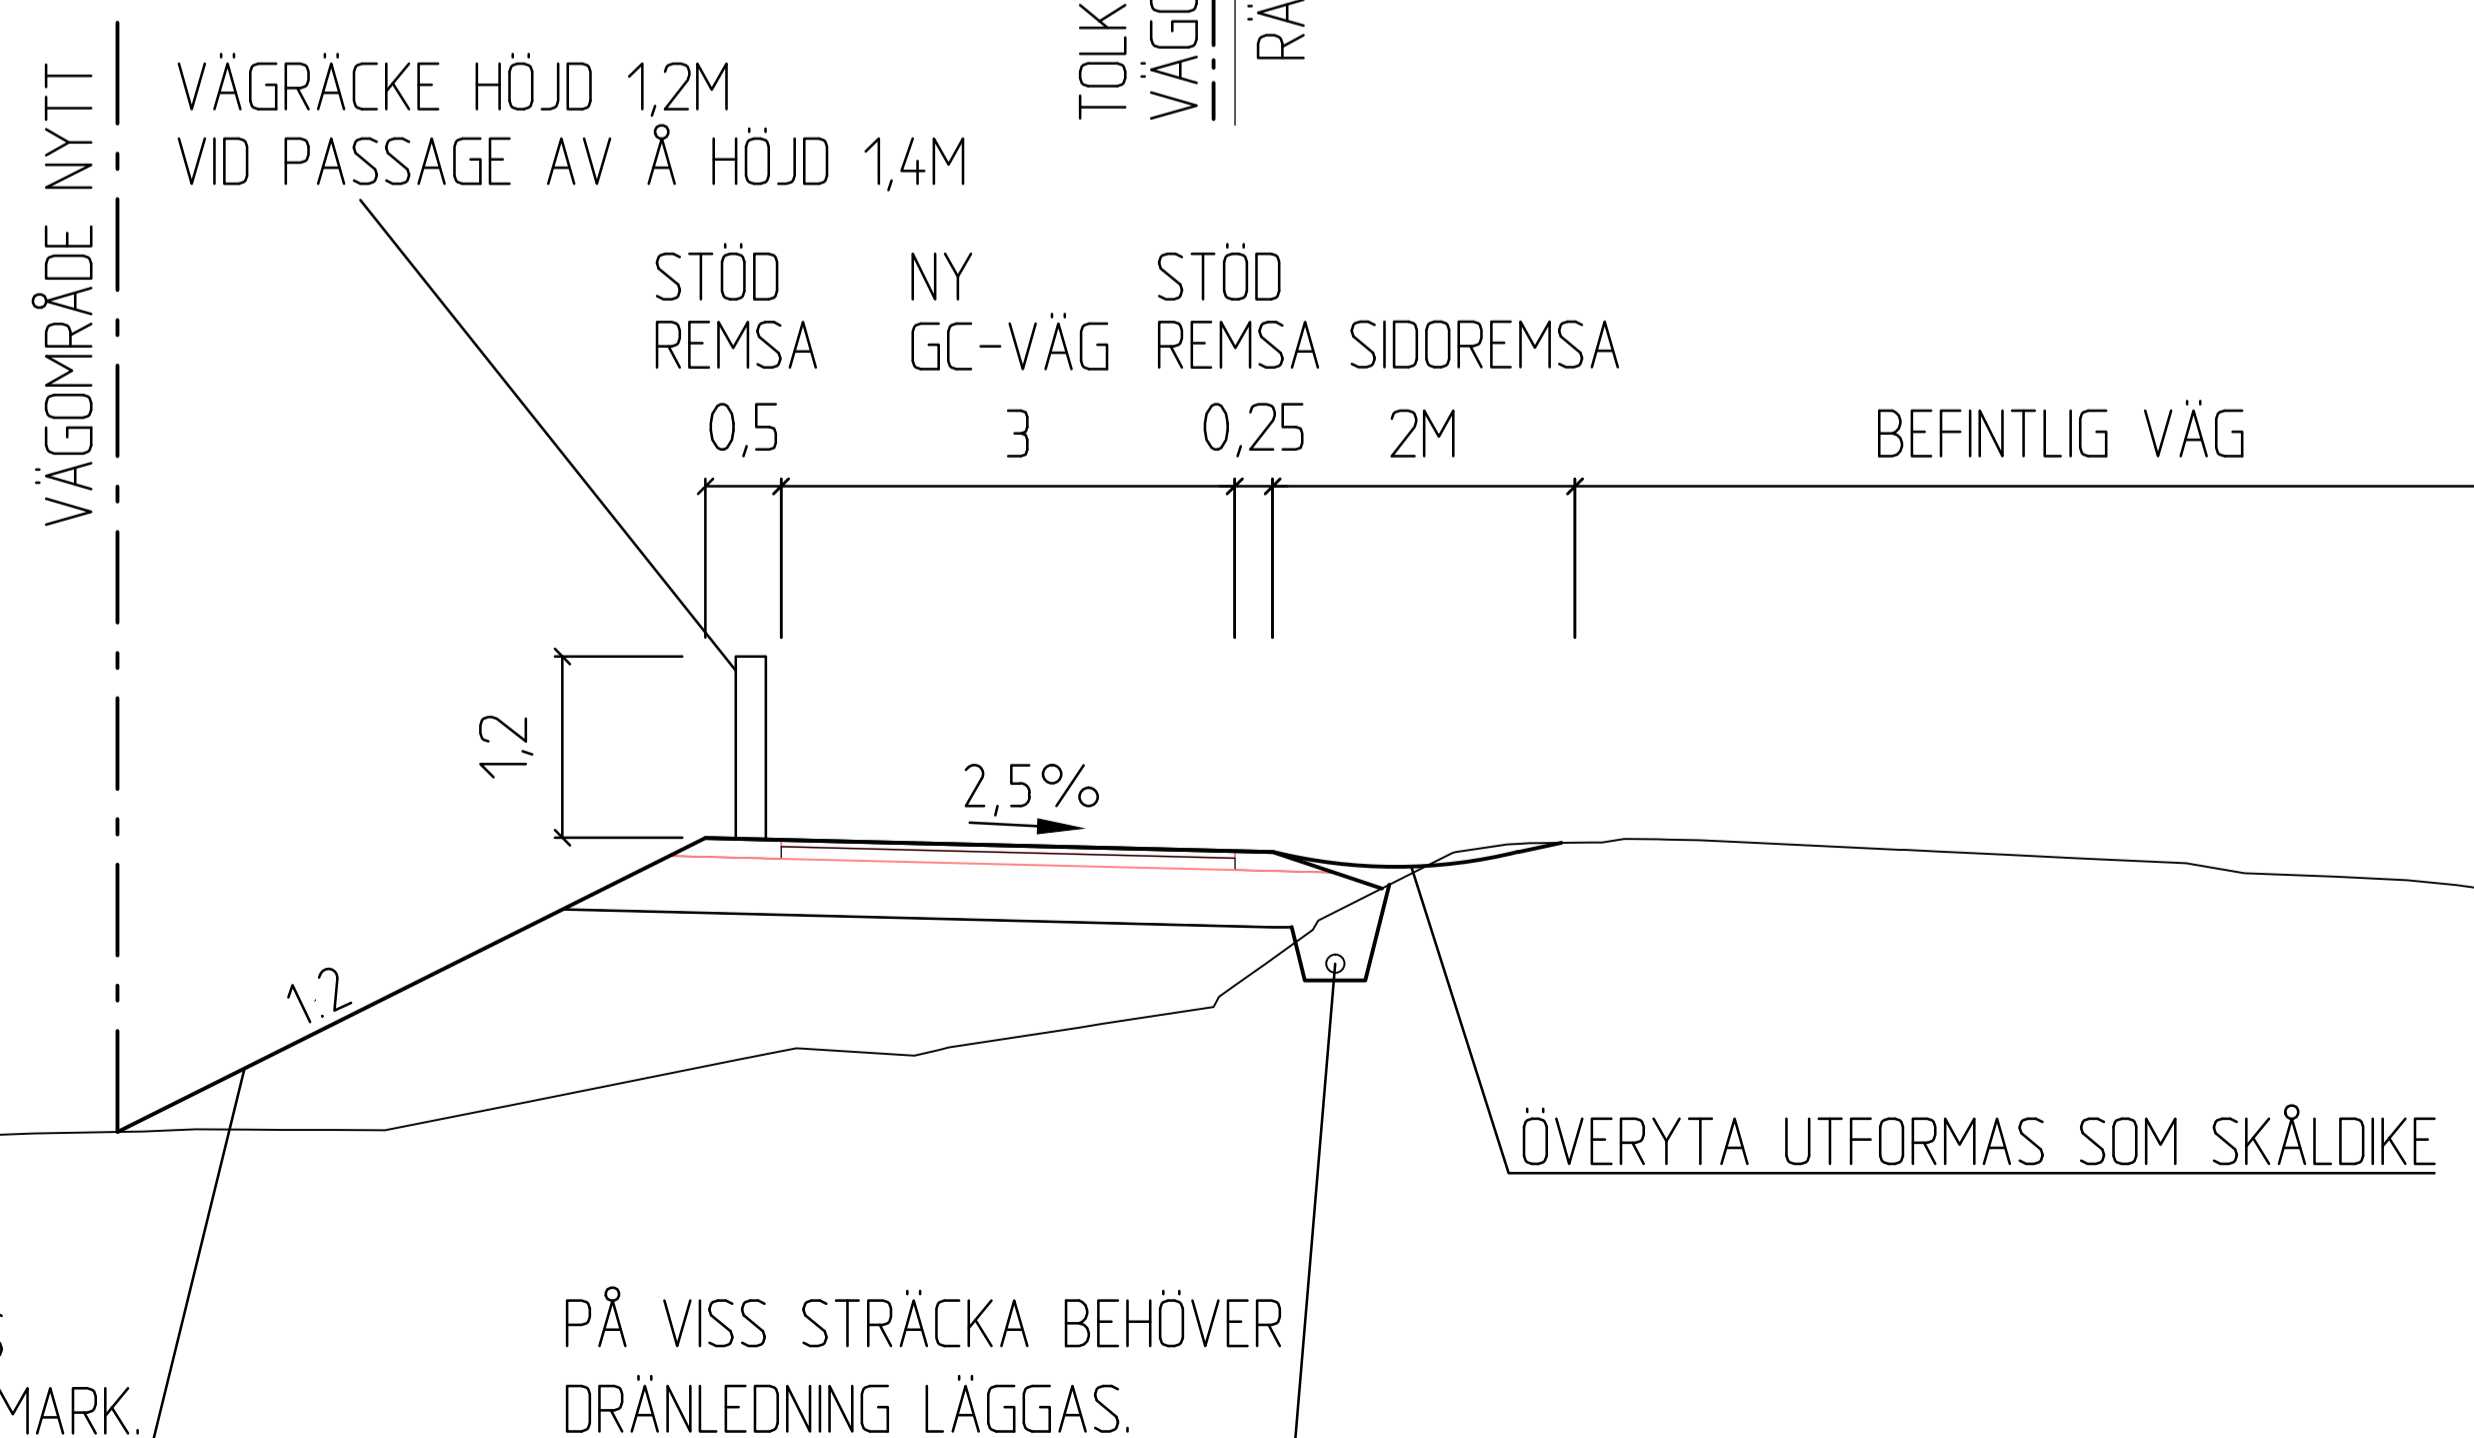 VÄGOMRÅDE NYTT
VÄGRÄCKE HÖJD 1,2M
VID PASSAGE AV Å HÖJD 1,4M
STÖD
REMSA
0,5
NY
GC-VÄG
3
STÖD
REMSA
0,25
SIDOREMSA
2M
BEFINTLIG VÄG
1,2
2,5%
1:2
ÖVERYTA UTFORMAS SOM SKÅLDIKE
PÅ VISS STRÄCKA BEHÖVER
DRÄNLEDNING LÄGGAS.
MARK.